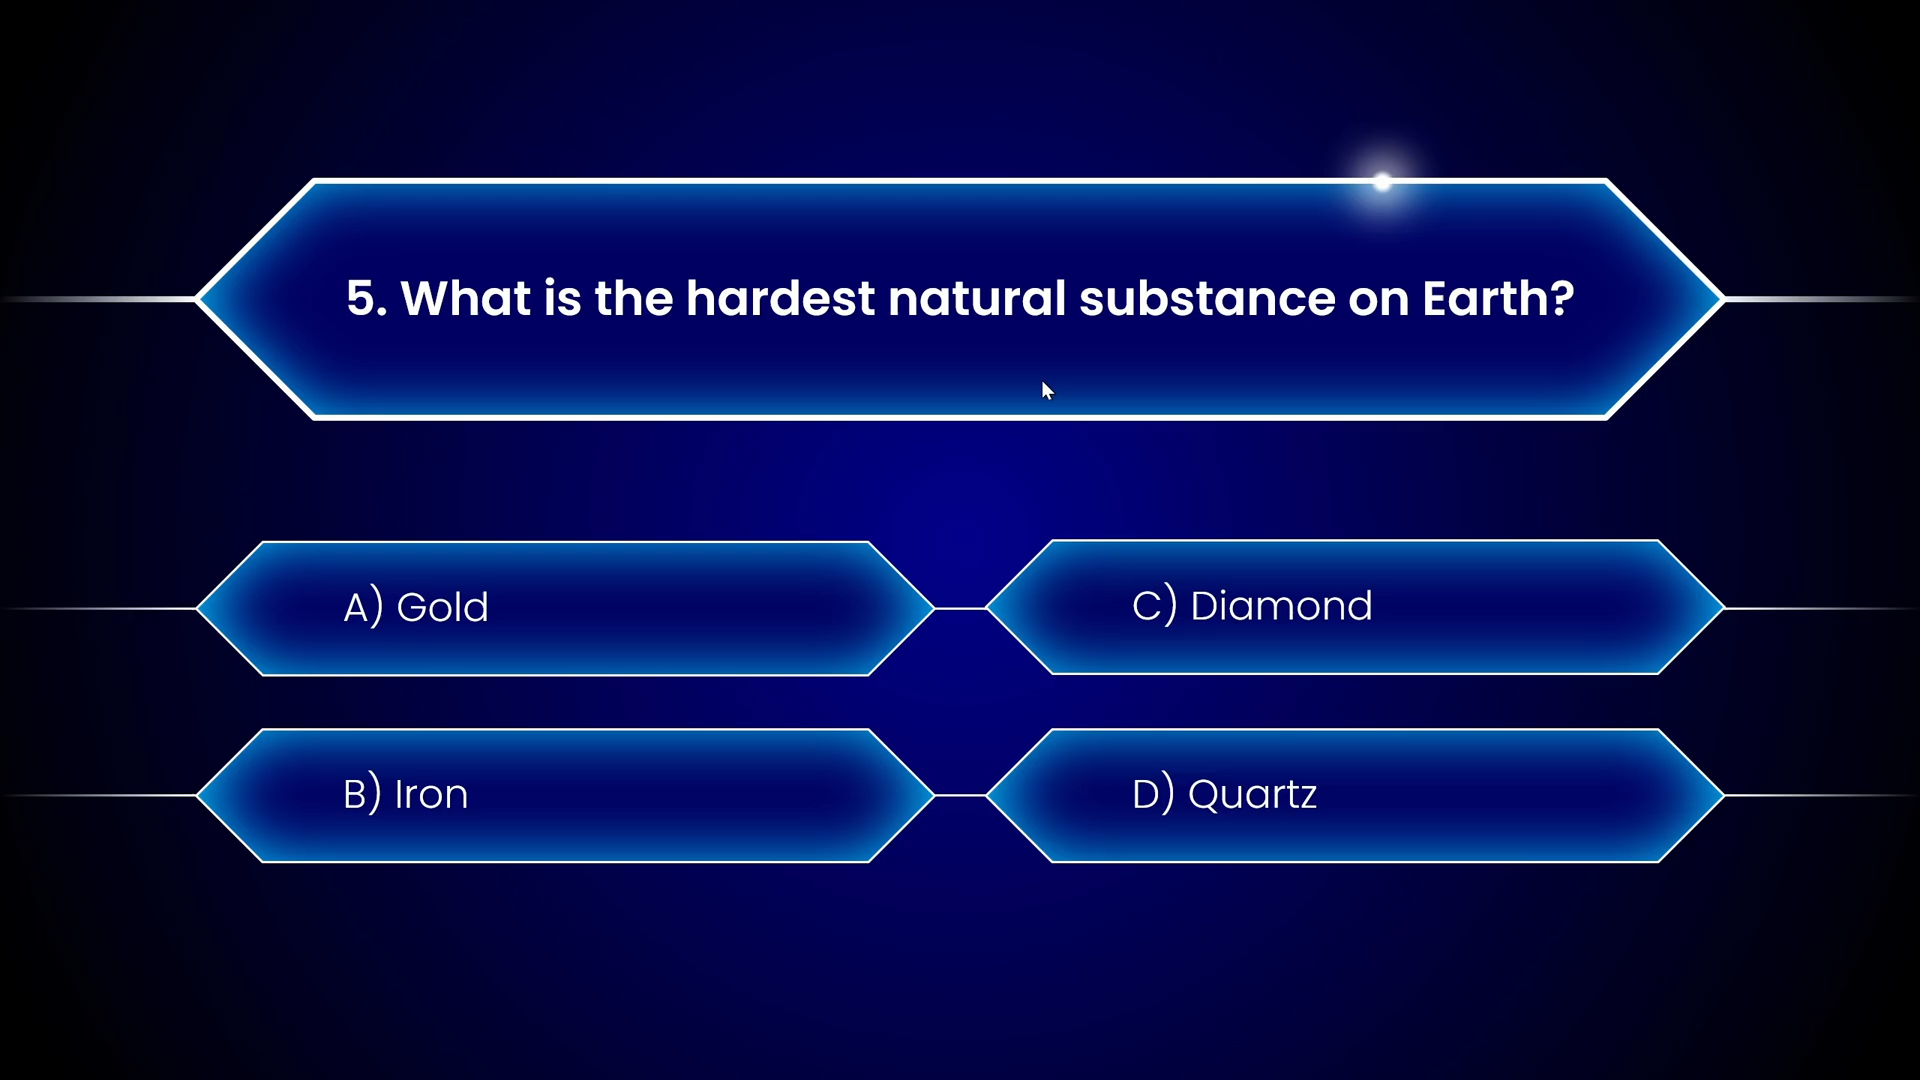 5. What is the hardest natural substance on Earth?
A) Gold
C) Diamond
B) Iron
D) Quartz